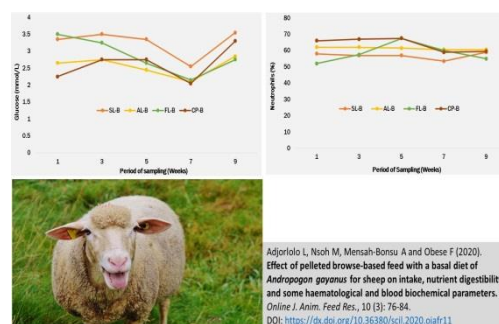 4
3.5
3
2.5
2
1.5
1
0.5
0
Glucose (mmol/L)
SL-B AL-B FL-B CP-B
1 3 5 7 9
Period of sampling (Weeks)
80
70
60
50
40
30
20
10
0
Neutrophils (%)
SL-B AL-B FL-B CP-B
1 3 5 7 9
Period of Sampling (Weeks)
Adjorlolo L, Nsoh M, Mensah-Bonsu A and Obese F (2020).
Effect of pelleted browse-based feed with a basal diet of
Andropogon gayanus for sheep on intake, nutrient digestibility
and some haematological and blood biochemical parameters.
Online J. Anim. Feed Res., 10 (3): 76-84.
DOI: https://dx.doi.org/10.36380/scil.2020.ojafr11